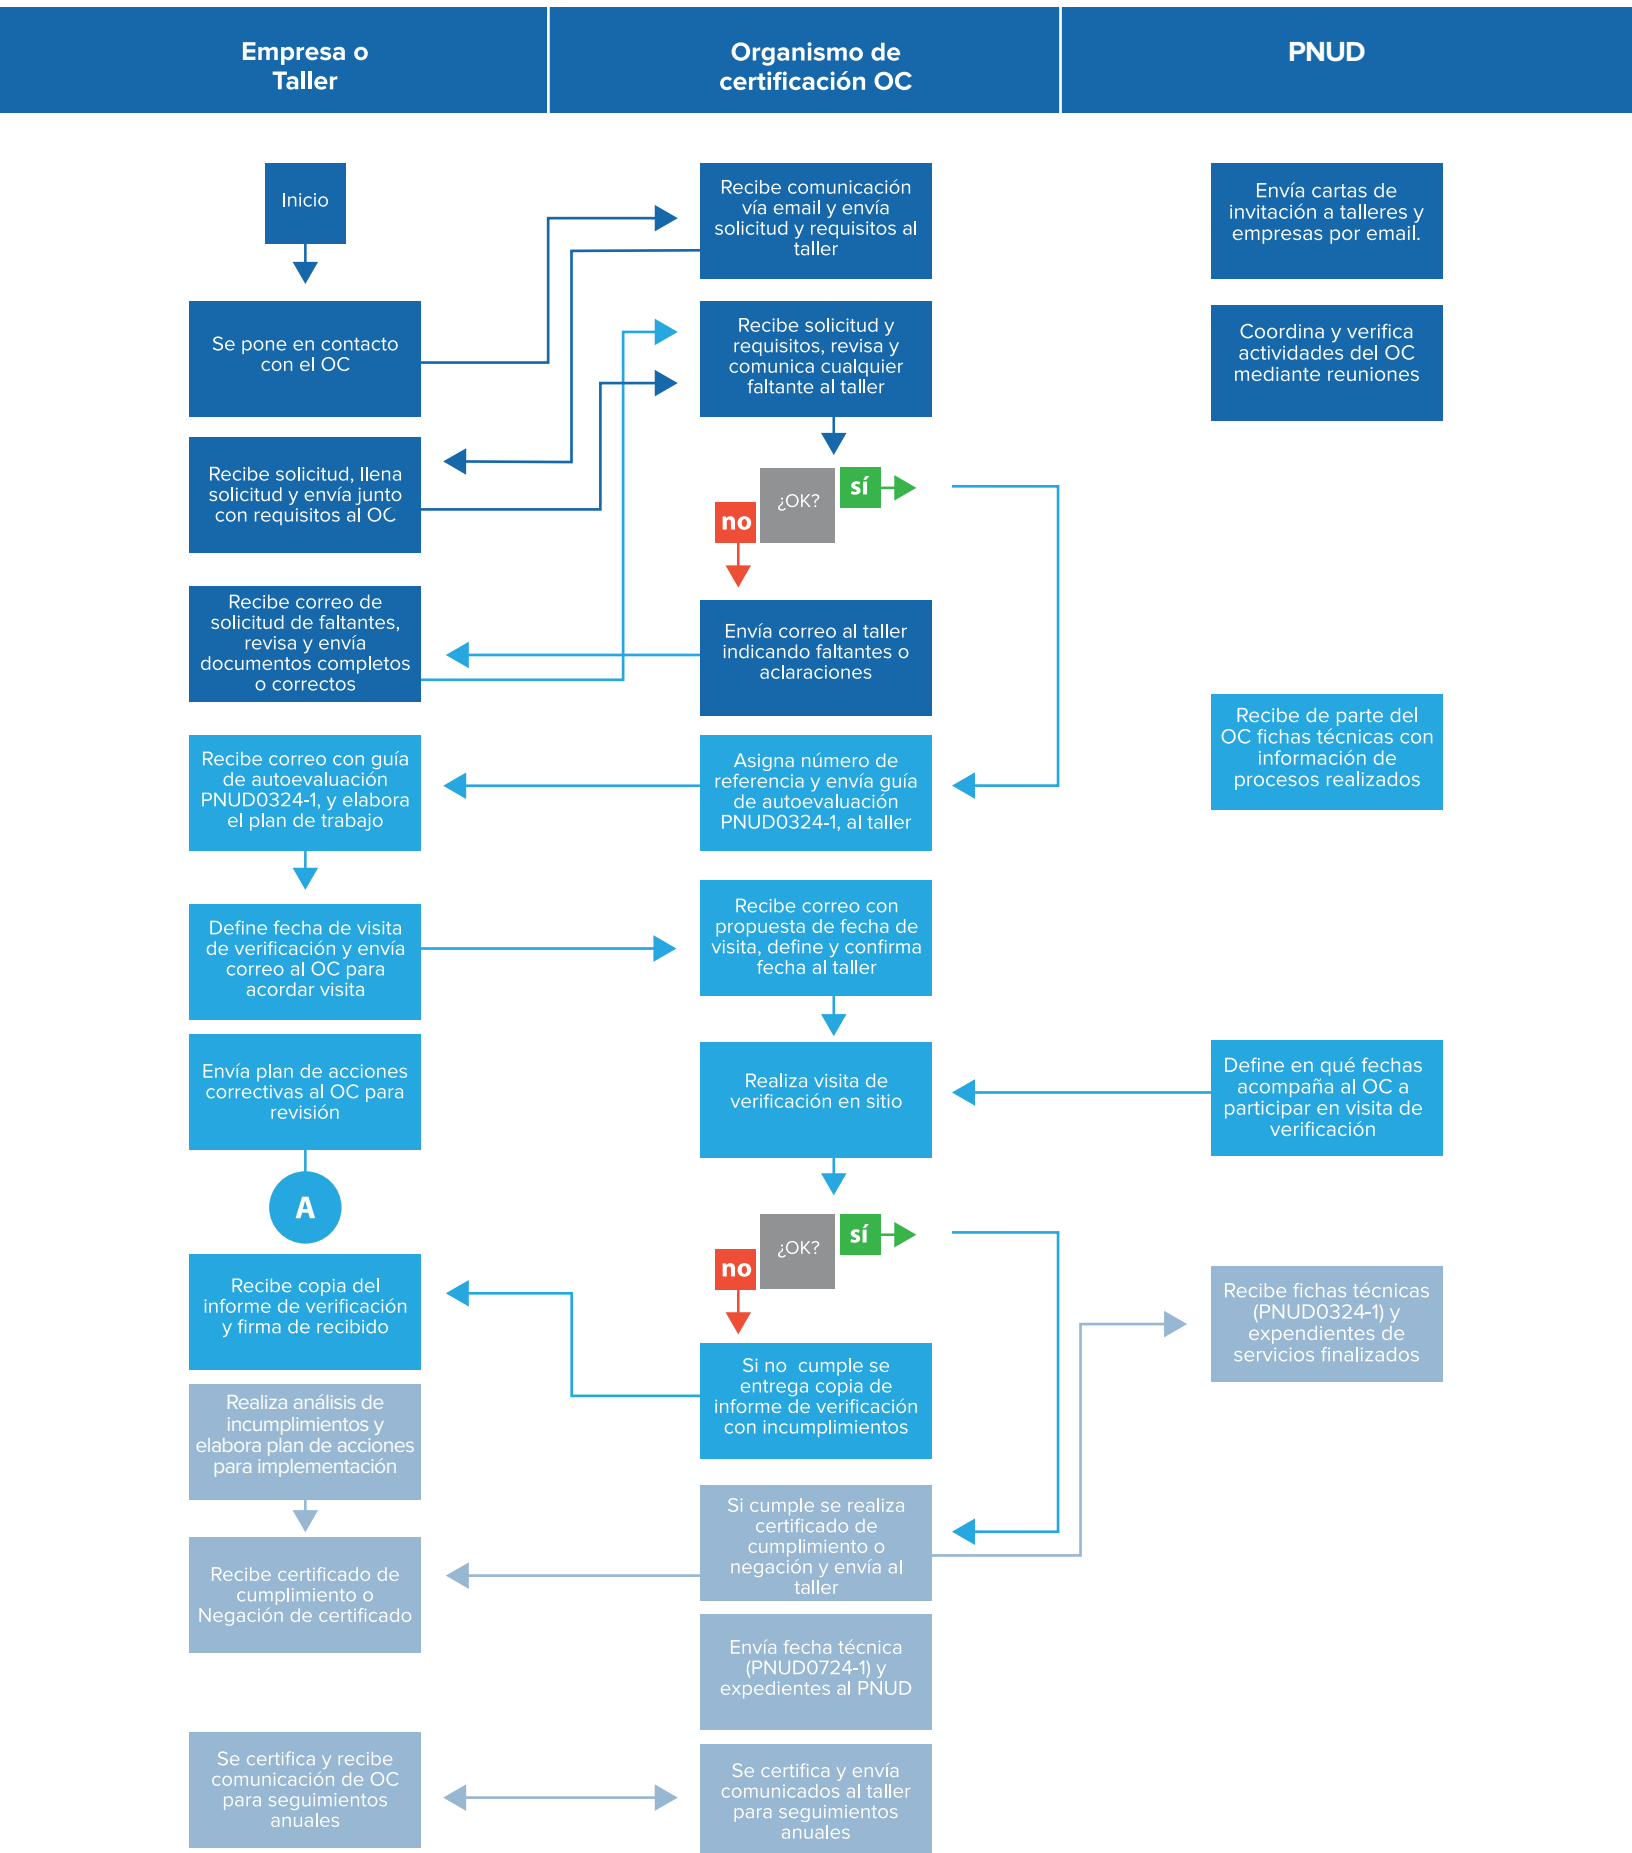 Empresa o
Taller
Organismo de
certificación OC
PNUD
Inicio
Recibe comunicación
vía email y envía
solicitud y requisitos al
taller
Envía cartas de
invitación a talleres y
empresas por email.
Se pone en contacto
con el OC
Recibe solicitud y
requisitos, revisa y
comunica cualquier
faltante al taller
Coordina y verifica
actividades del OC
mediante reuniones
Recibe solicitud, llena
solicitud y envía junto
con requisitos al OC
¿OK?
sí
no
Recibe correo de
solicitud de faltantes,
revisa y envía
documentos completos
o correctos
Envía correo al taller
indicando faltantes o
aclaraciones
Recibe de parte del
OC fichas técnicas con
información de
procesos realizados
Recibe correo con guía
de autoevaluación
PNUD0324-1, y elabora
el plan de trabajo
Asigna número de
referencia y envía guía
de autoevaluación
PNUD0324-1, al taller
Define fecha de visita
de verificación y envía
correo al OC para
acordar visita
Recibe correo con
propuesta de fecha de
visita, define y confirma
fecha al taller
Envía plan de acciones
correctivas al OC para
revisión
Realiza visita de
verificación en sitio
Define en qué fechas
acompaña al OC a
participar en visita de
verificación
A
¿OK?
sí
no
Recibe copia del
informe de verificación
y firma de recibido
Recibe fichas técnicas
(PNUD0324-1) y
expendientes de
servicios finalizados
Si no cumple se
entrega copia de
informe de verificación
con incumplimientos
Realiza análisis de
incumplimientos y
elabora plan de acciones
para implementación
Si cumple se realiza
certificado de
cumplimiento o
negación y envía al
taller
Recibe certificado de
cumplimiento o
Negación de certificado
Envía fecha técnica
(PNUD0724-1) y
expedientes al PNUD
Se certifica y recibe
comunicación de OC
para seguimientos
anuales
Se certifica y envía
comunicados al taller
para seguimientos
anuales